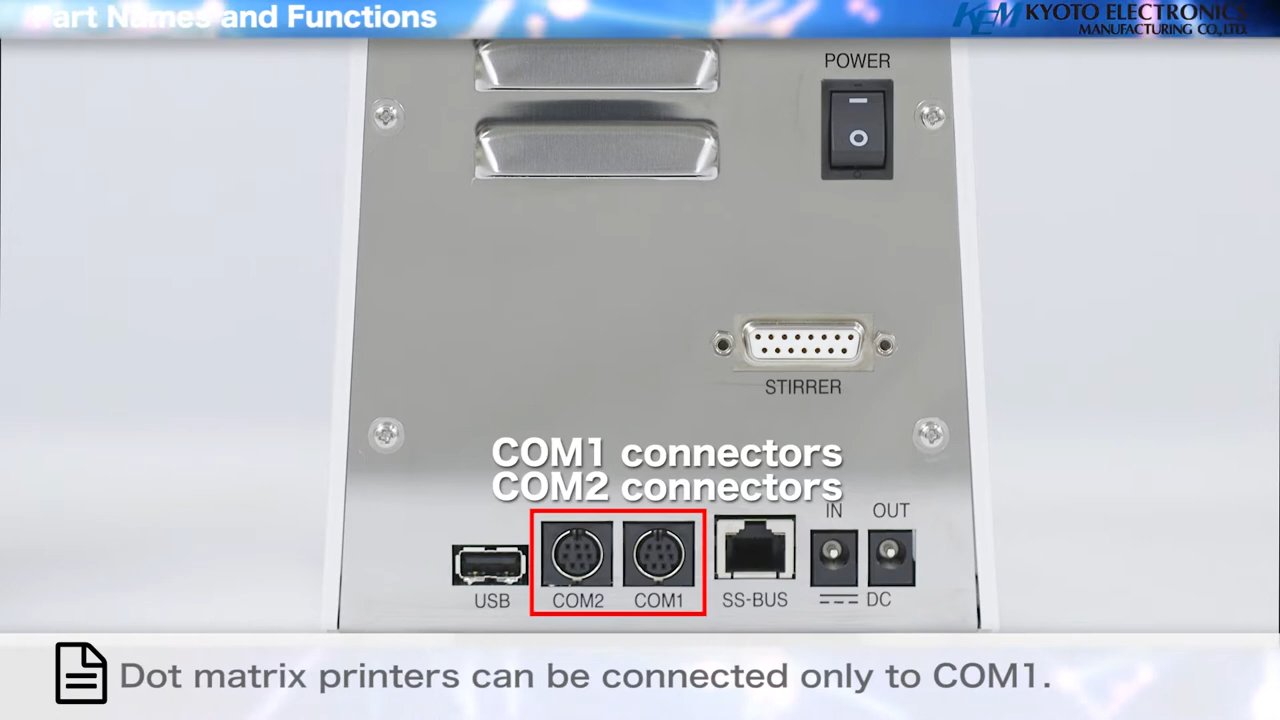 Part Names and Functions
KEM KYOTO ELECTRONICS
MANUFACTURING CO.,LTD.
POWER
STIRRER
COM1 connectors
COM2 connectors
IN OUT
USB COM2 COM1 SS-BUS DC
Dot matrix printers can be connected only to COM1.